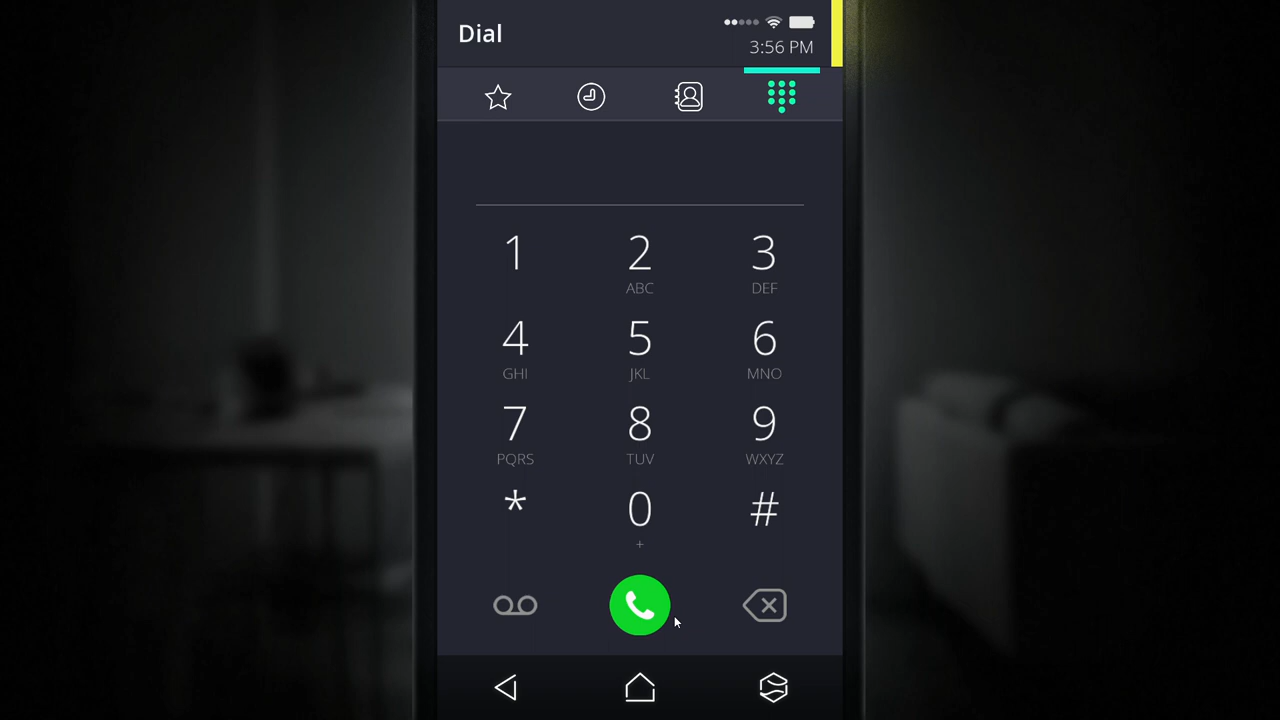 Dial
3:56 PM
1 2 3
ABC DEF
4 5 6
GHI JKL MNO
7 8 9
PQRS TUV WXYZ
* 0 #
+